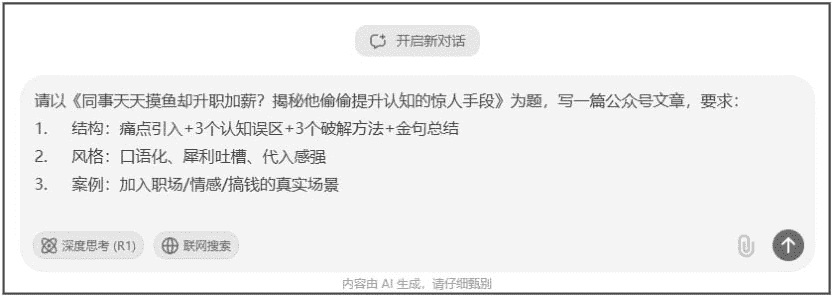 开启新对话
请以《同事天天摸鱼却升职加薪？揭秘他偷偷提升认知的惊人手段》为题，写一篇公众号文章，要求：
1. 结构：痛点引入+3个认知误区+3个破解方法+金句总结
2. 风格：口语化、犀利吐槽、代入感强
3. 案例：加入职场/情感/搞钱的真实场景
深度思考 (R1) 联网搜索
内容由 AI 生成，请仔细甄别